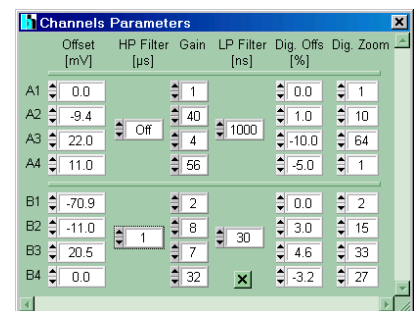 Channels Parameters
Offset HP Filter Gain LP Filter Dig. Offs Dig. Zoom
[mV] [µs] [ns] [%]
A1 0.0 1 0.0 1
A2 -9.4 40 1.0 10
Off 1000
A3 22.0 4 -10.0 64
A4 11.0 56 -5.0 1
B1 -70.9 2 0.0 2
B2 -11.0 8 3.0 15
1 30
B3 20.5 7 4.6 33
B4 0.0 32 -3.2 27